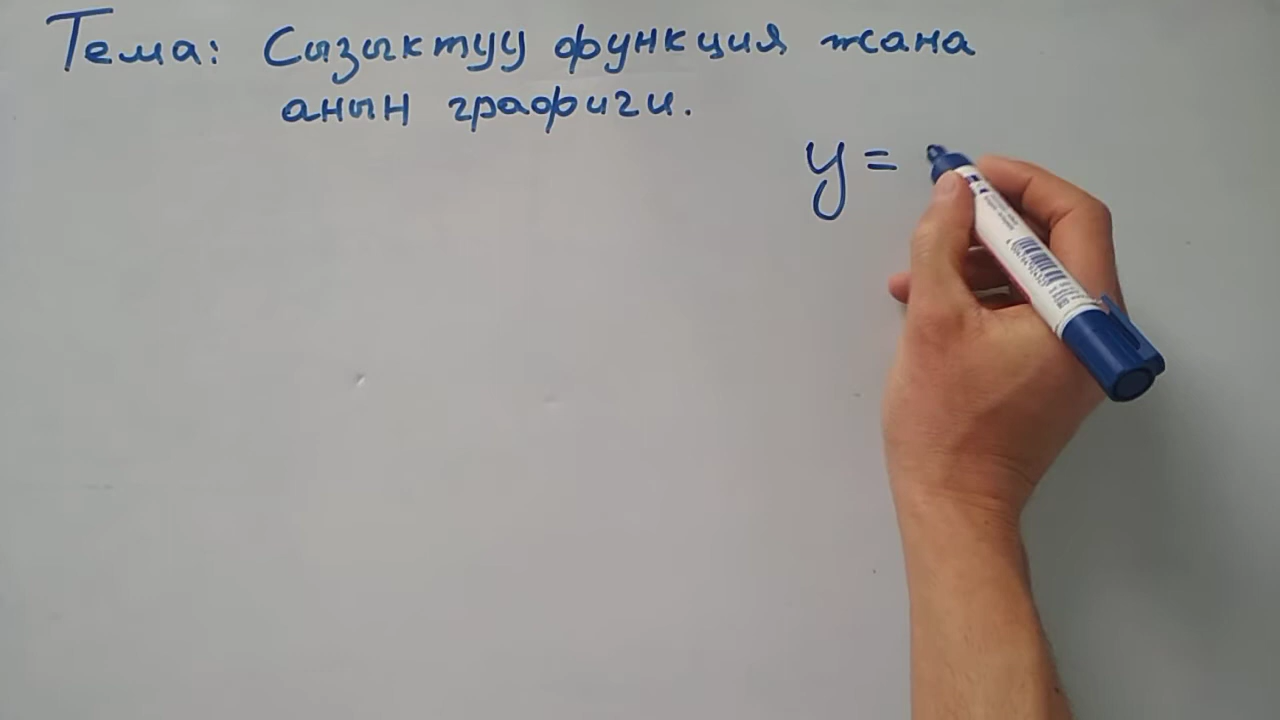 Тема: Сызыктуу функция жана
анын графиги.
y =